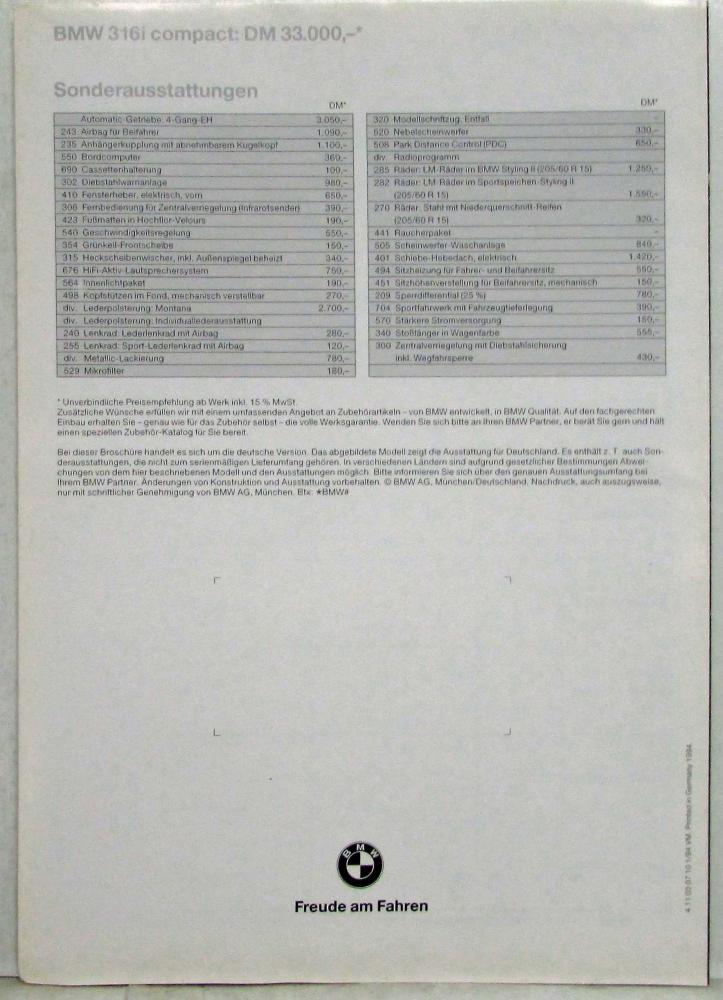 BMW 316i compact: DM 33.000,–*
Sonderausstattungen
DM*
Automatic-Getriebe: 4-Gang-EH 3.050,–
243 Airbag für Beifahrer 1.090,–
235 Anhängerkupplung mit abnehmbarem Kugelkopf 1.100,–
550 Bordcomputer 360,–
690 Cassettenhalterung 100,–
302 Diebstahlwarnanlage 980,–
410 Fensterheber, elektrisch, vorn 650,–
306 Fernbedienung für Zentralverriegelung (Infrarotsender) 390,–
423 Fußmatten in Hochflor-Velours 190,–
540 Geschwindigkeitsregelung 550,–
354 Grünkeil-Frontscheibe 150,–
315 Heckscheibenwischer, inkl. Außenspiegel beheizt 340,–
676 HiFi-Aktiv-Lautsprechersystem 750,–
564 Innenlichtpaket 190,–
498 Kopfstützen im Fond, mechanisch verstellbar 270,–
div. Lederpolsterung: Montana 2.700,–
div. Lederpolsterung: Individuallederausstattung
240 Lenkrad: Lederlenkrad mit Airbag 280,–
255 Lenkrad: Sport-Lederlenkrad mit Airbag 120,–
div. Metallic-Lackierung 780,–
529 Mikrofilter 180,–
DM*
320 Modellschriftzug, Entfall –
520 Nebelscheinwerfer 330,–
508 Park Distance Control (PDC) 650,–
div. Radioprogramm
285 Räder: LM-Räder im BMW Styling II (205/60 R 15) 1.250,–
282 Räder: LM-Räder im Sportspeichen-Styling II
(205/60 R 15) 1.550,–
270 Räder: Stahl mit Niederquerschnitt-Reifen
(205/60 R 15) 320,–
441 Raucherpaket –
505 Scheinwerfer-Waschanlage 840,–
401 Schiebe-Hebedach, elektrisch 1.420,–
494 Sitzheizung für Fahrer- und Beifahrersitz 550,–
451 Sitzhöhenverstellung für Beifahrersitz, mechanisch 150,–
209 Sperrdifferential (25 %) 780,–
704 Sportfahrwerk mit Fahrzeugtieferlegung 390,–
570 Stärkere Stromversorgung 150,–
340 Stoßfänger in Wagenfarbe 555,–
300 Zentralverriegelung mit Diebstahlsicherung
inkl. Wegfahrsperre 430,–
* Unverbindliche Preisempfehlung ab Werk inkl. 15 % MwSt.
Zusätzliche Wünsche erfüllen wir mit einem umfassenden Angebot an Zubehörartikeln – von BMW entwickelt, in BMW Qualität. Auf den fachgerechten
Einbau erhalten Sie – genau wie für das Zubehör selbst – die volle Werksgarantie. Wenden Sie sich bitte an Ihren BMW Partner, er berät Sie gern und hält
einen speziellen Zubehör-Katalog für Sie bereit.
Bei dieser Broschüre handelt es sich um die deutsche Version. Das abgebildete Modell zeigt die Ausstattung für Deutschland. Es enthält z. T. auch Son-
derausstattungen, die nicht zum serienmäßigen Lieferumfang gehören. In verschiedenen Ländern sind aufgrund gesetzlicher Bestimmungen Abwei-
chungen von dem hier beschriebenen Modell und den Ausstattungen möglich. Bitte informieren Sie sich über den genauen Ausstattungsumfang bei
Ihrem BMW Partner. Änderungen von Konstruktion und Ausstattung vorbehalten. © BMW AG, München/Deutschland. Nachdruck, auch auszugsweise,
nur mit schriftlicher Genehmigung von BMW AG, München. Btx: ★BMW#
4 11 03 07 10 1/94 VM. Printed in Germany 1994.
BMW
Freude am Fahren